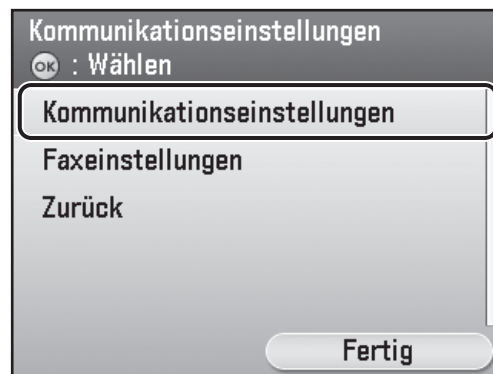 Kommunikationseinstellungen
OK : Wählen
Kommunikationseinstellungen
Faxeinstellungen
Zurück
Fertig